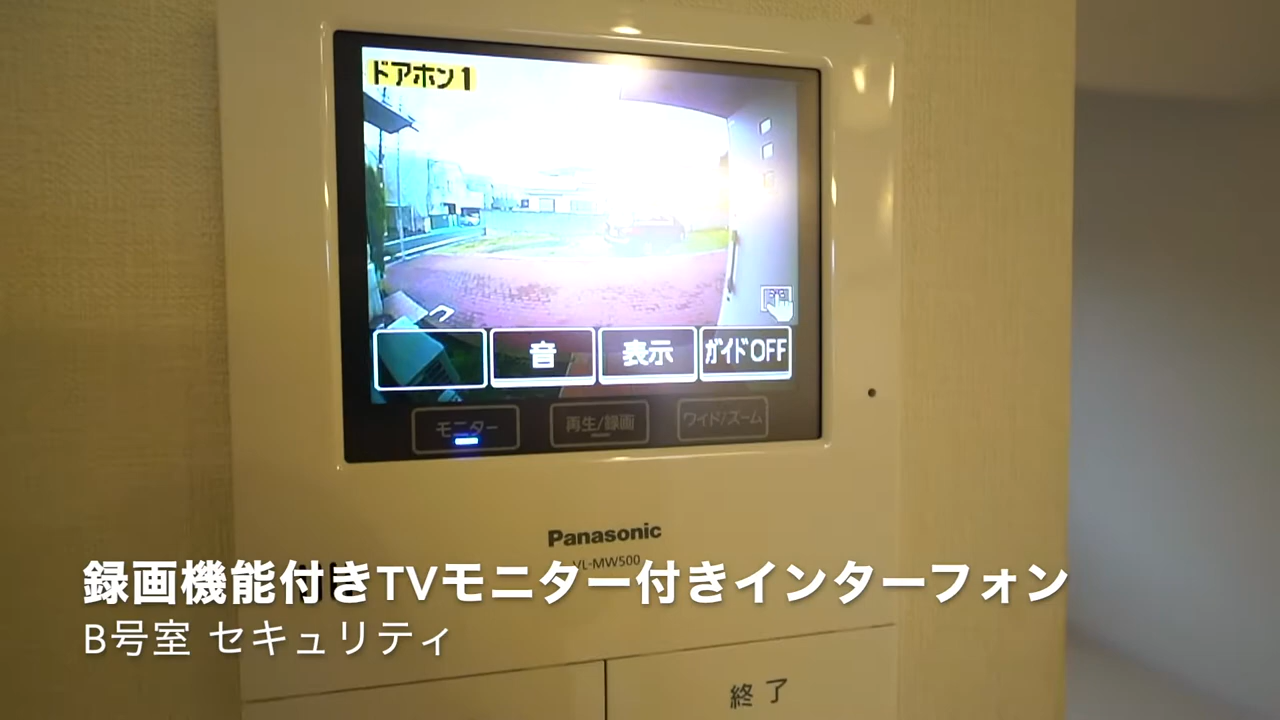 ドアホン1
音 表示 ガイドOFF
モニター 再生/録画 ワイド/ズーム
Panasonic
VL-MW500
録画機能付きTVモニター付きインターフォン
B号室 セキュリティ
終了